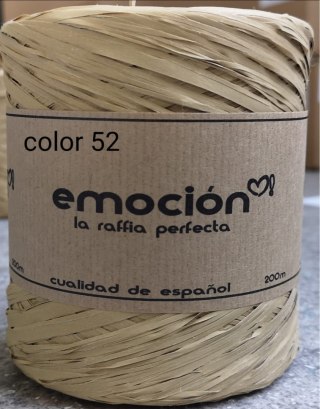 color 52
emoción
la raffia perfecta
200m
200m
cualidad de español